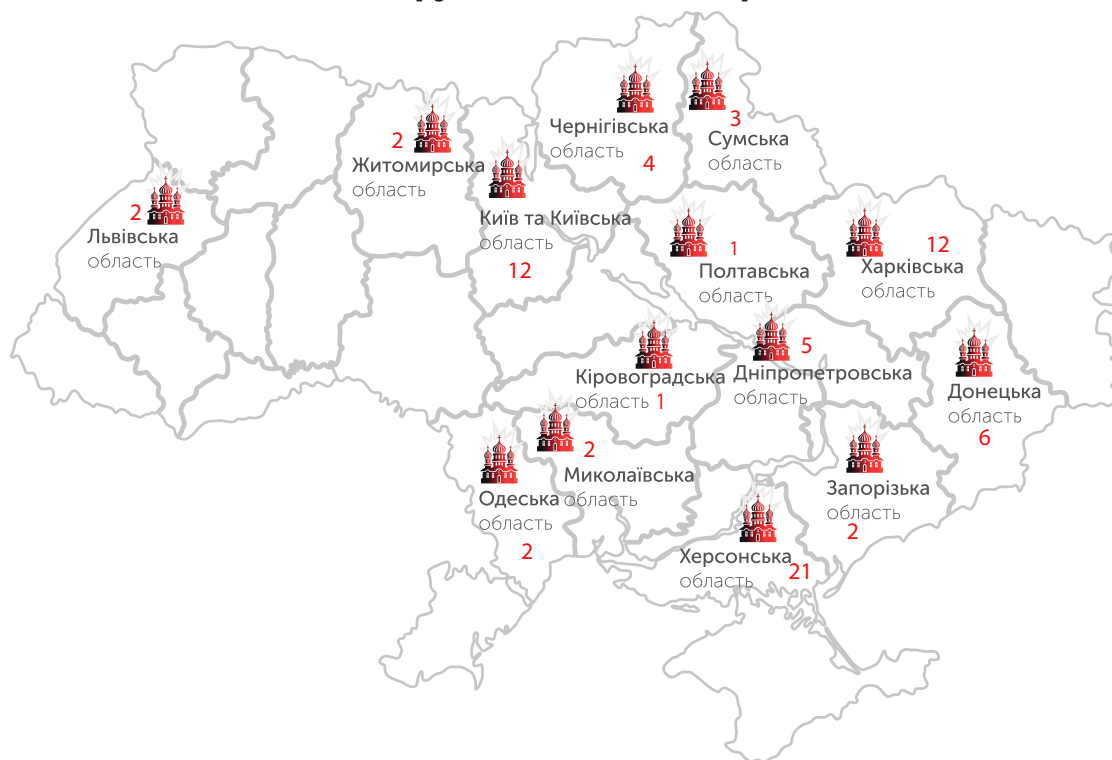 Чернігівська
область
4
3
Сумська
область
2
Житомирська
область
2
Львівська
область
Київ та Київська
область
12
1
Полтавська
область
12
Харківська
область
5
Дніпропетровська
область
Кіровоградська
область 1
Донецька
область
6
2
Миколаївська
область
Одеська
область
2
Запорізька
область
2
Херсонська
область
21